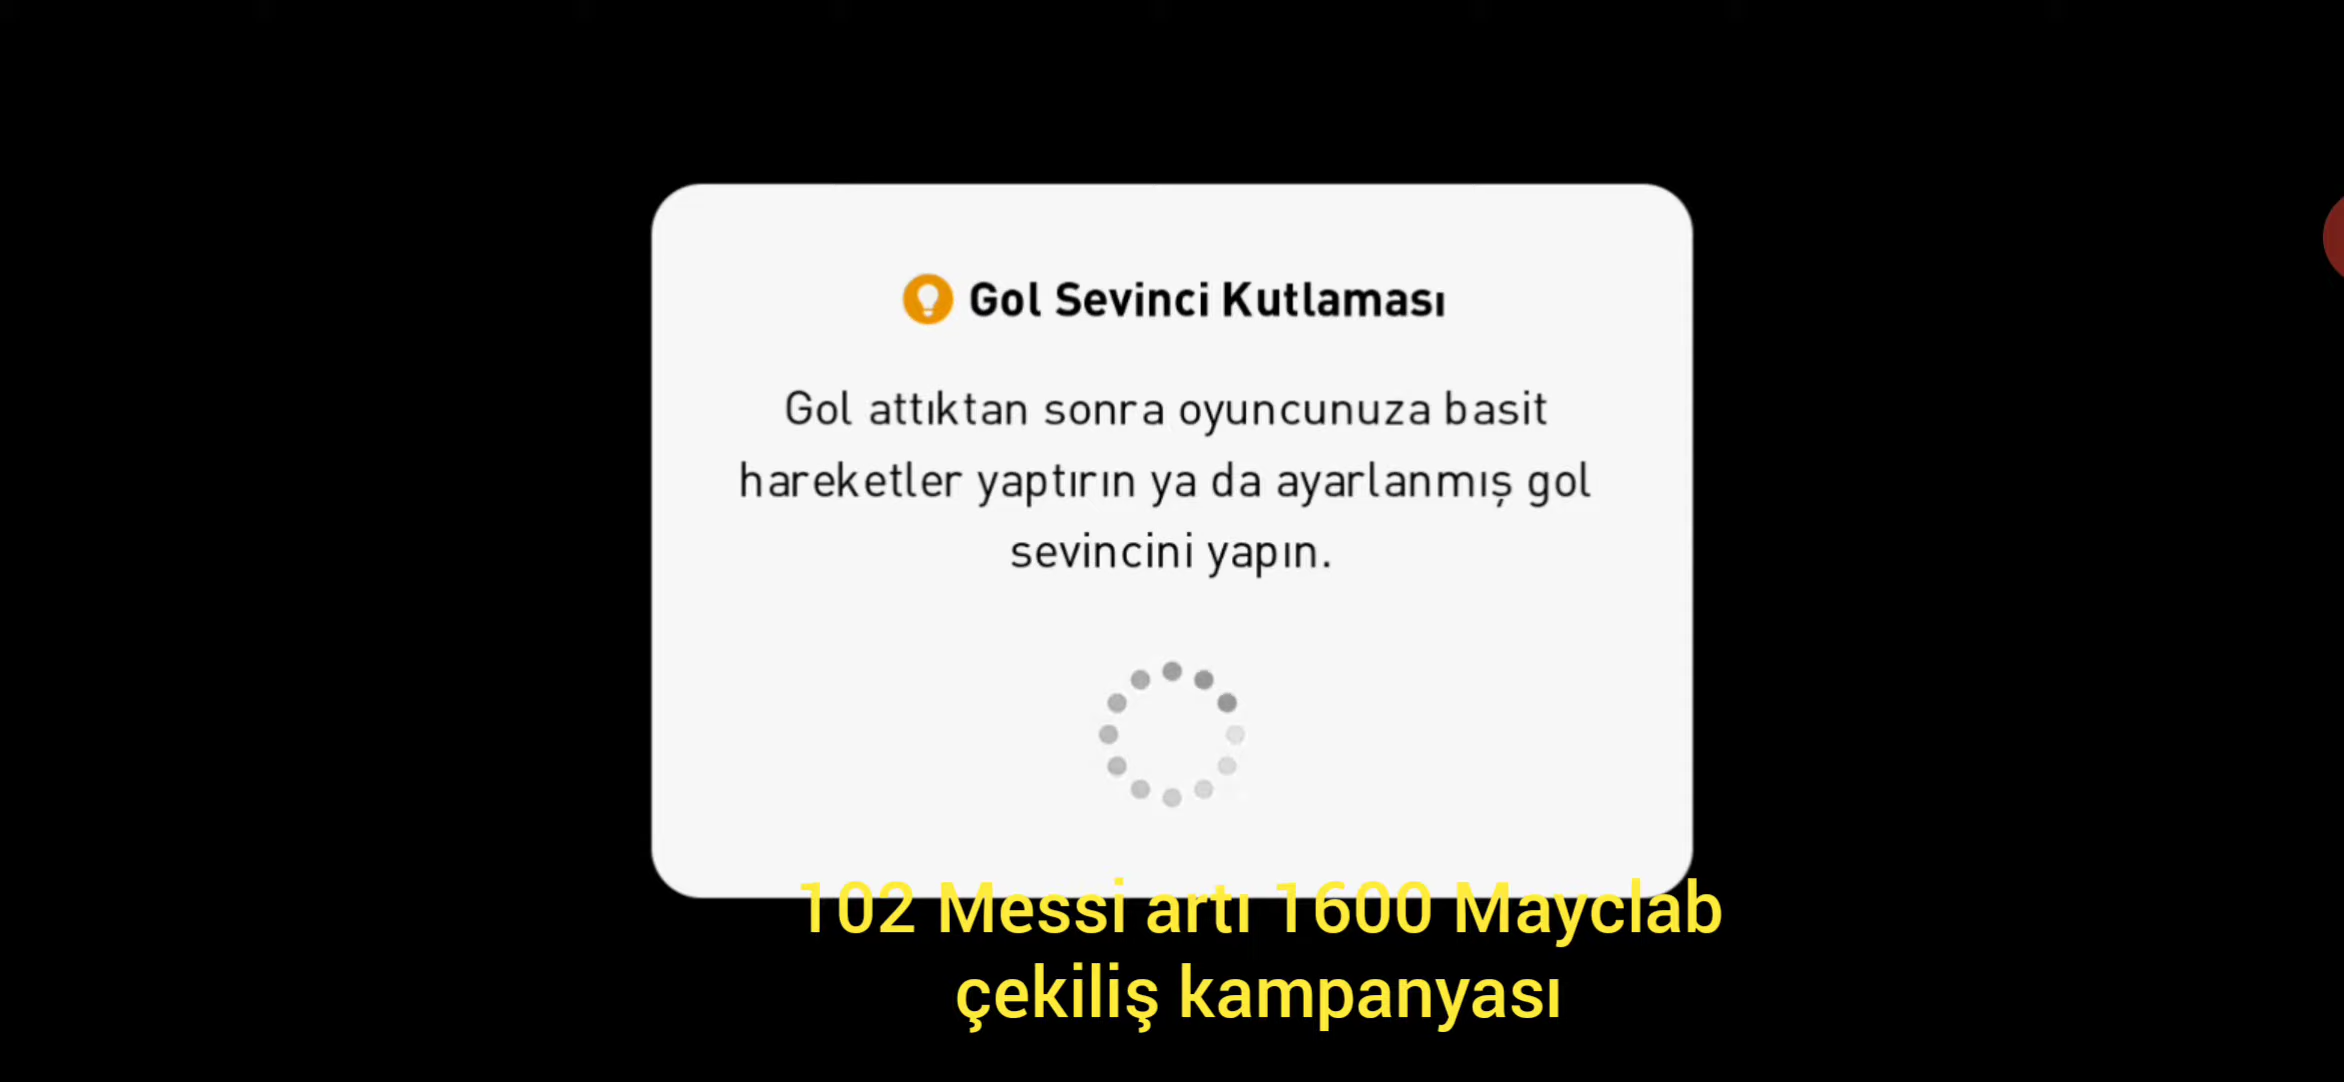 Gol Sevinci Kutlaması
Gol attıktan sonra oyuncunuza basit
hareketler yaptırın ya da ayarlanmış gol
sevincini yapın.
102 Messi artı 1600 Mayclab
çekiliş kampanyası